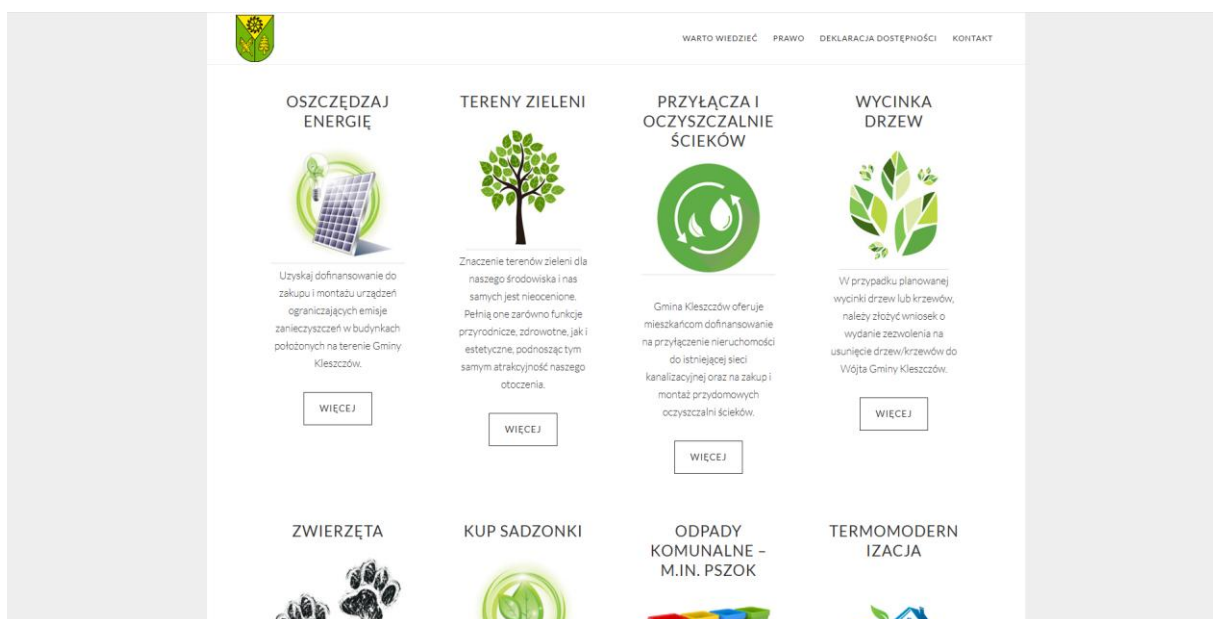 WARTO WIEDZIEĆ PRAWO DEKLARACJA DOSTĘPNOŚCI KONTAKT
OSZCZĘDZAJ
ENERGIĘ
Uzyskaj dofinansowanie do
zakupu i montażu urządzeń
ograniczających emisje
zanieczyszczeń w budynkach
położonych na terenie Gminy
Kleszczów.
WIĘCEJ
TERENY ZIELENI
Znaczenie terenów zieleni dla
naszego środowiska i nas
samych jest nieocenione.
Pełnią one zarówno funkcje
przyrodnicze, zdrowotne, jak i
estetyczne, podnosząc tym
samym atrakcyjność naszego
otoczenia.
WIĘCEJ
PRZYŁĄCZA I
OCZYSZCZALNIE
ŚCIEKÓW
Gmina Kleszczów oferuje
mieszkańcom dofinansowanie
na przyłączenie nieruchomości
do istniejącej sieci
kanalizacyjnej oraz na zakup i
montaż przydomowych
oczyszczalni ścieków.
WIĘCEJ
WYCINKA
DRZEW
W przypadku planowanej
wycinki drzew lub krzewów,
należy złożyć wniosek o
wydanie zezwolenia na
usunięcie drzew/krzewów do
Wójta Gminy Kleszczów.
WIĘCEJ
ZWIERZĘTA
KUP SADZONKI
ODPADY
KOMUNALNE –
M.IN. PSZOK
TERMOMODERN
IZACJA